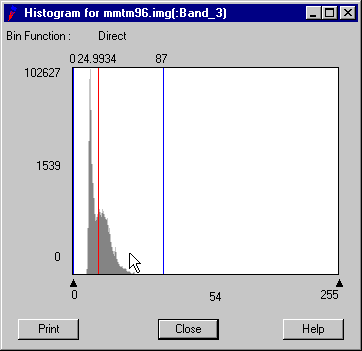 Histogram for mmtm96.img(:Band_3)
Bin Function : Direct
0 24.9934 87
102627
1539
0
0 54 255
Print Close Help